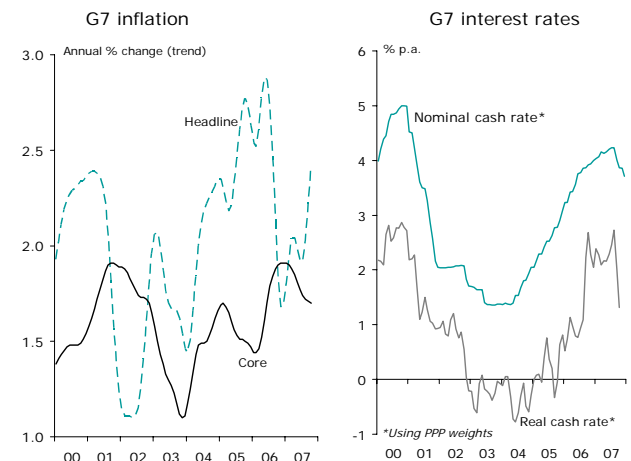 G7 inflation
Annual % change (trend)
3.0
2.5
2.0
1.5
1.0
Headline
Core
00 01 02 03 04 05 06 07
G7 interest rates
% p.a.
6
5
4
3
2
1
0
-1
Nominal cash rate*
Real cash rate*
*Using PPP weights
00 01 02 03 04 05 06 07